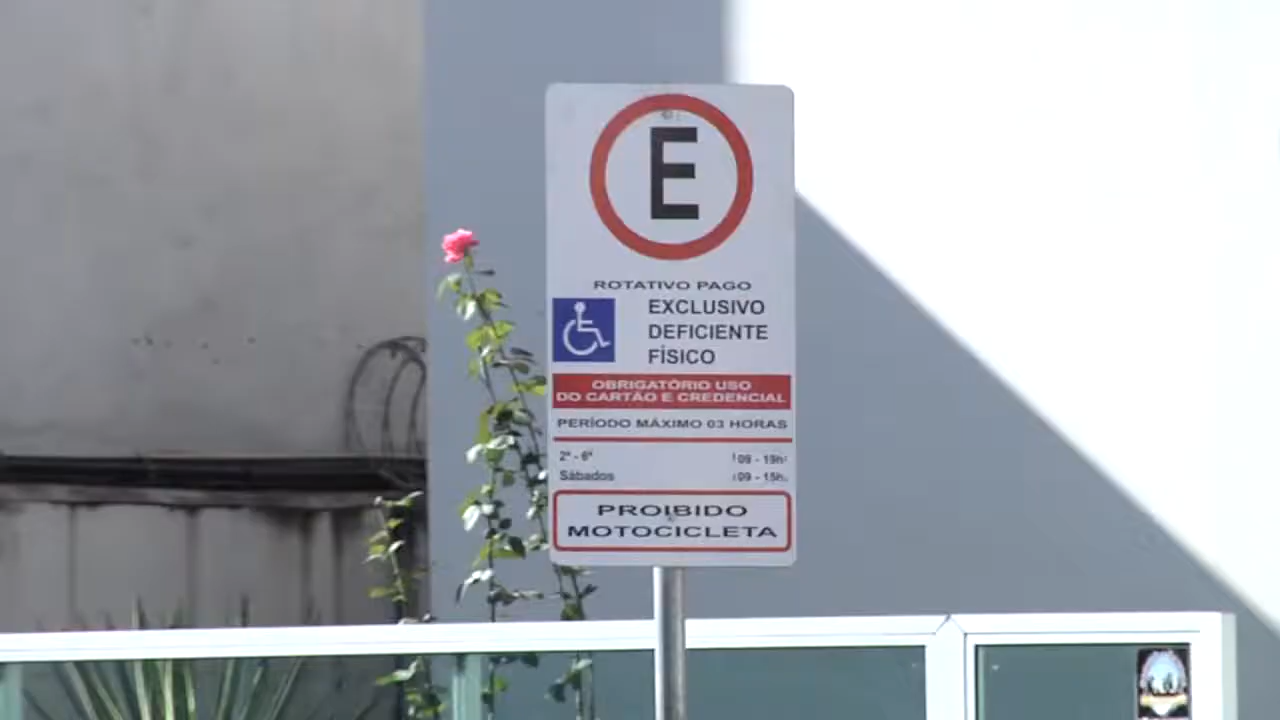 E
ROTATIVO PAGO
EXCLUSIVO
DEFICIENTE
FÍSICO
OBRIGATÓRIO USO
DO CARTÃO E CREDENCIAL
PERÍODO MÁXIMO 03 HORAS
2ª - 6ª 09 - 19h
Sábados 09 - 15h
PROIBIDO
MOTOCICLETA